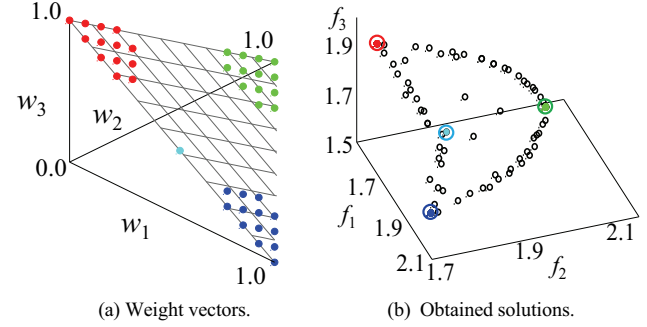 1.0
1.0
w3
w2
0.0
w1
1.0
(a) Weight vectors.
f3
1.9
1.7
1.5
1.7
f1
1.9
2.1
1.7
1.9
f2
2.1
(b) Obtained solutions.